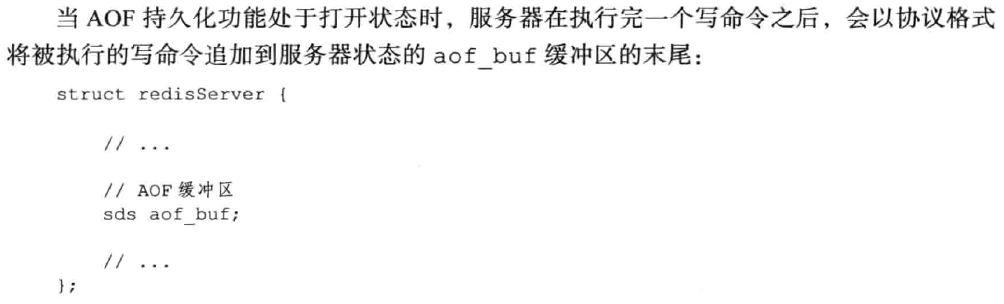 当 AOF 持久化功能处于打开状态时，服务器在执行完一个写命令之后，会以协议格式
将被执行的写命令追加到服务器状态的 aof_buf 缓冲区的末尾：
struct redisServer {
// ...
// AOF 缓冲区
sds aof_buf;
// ...
};